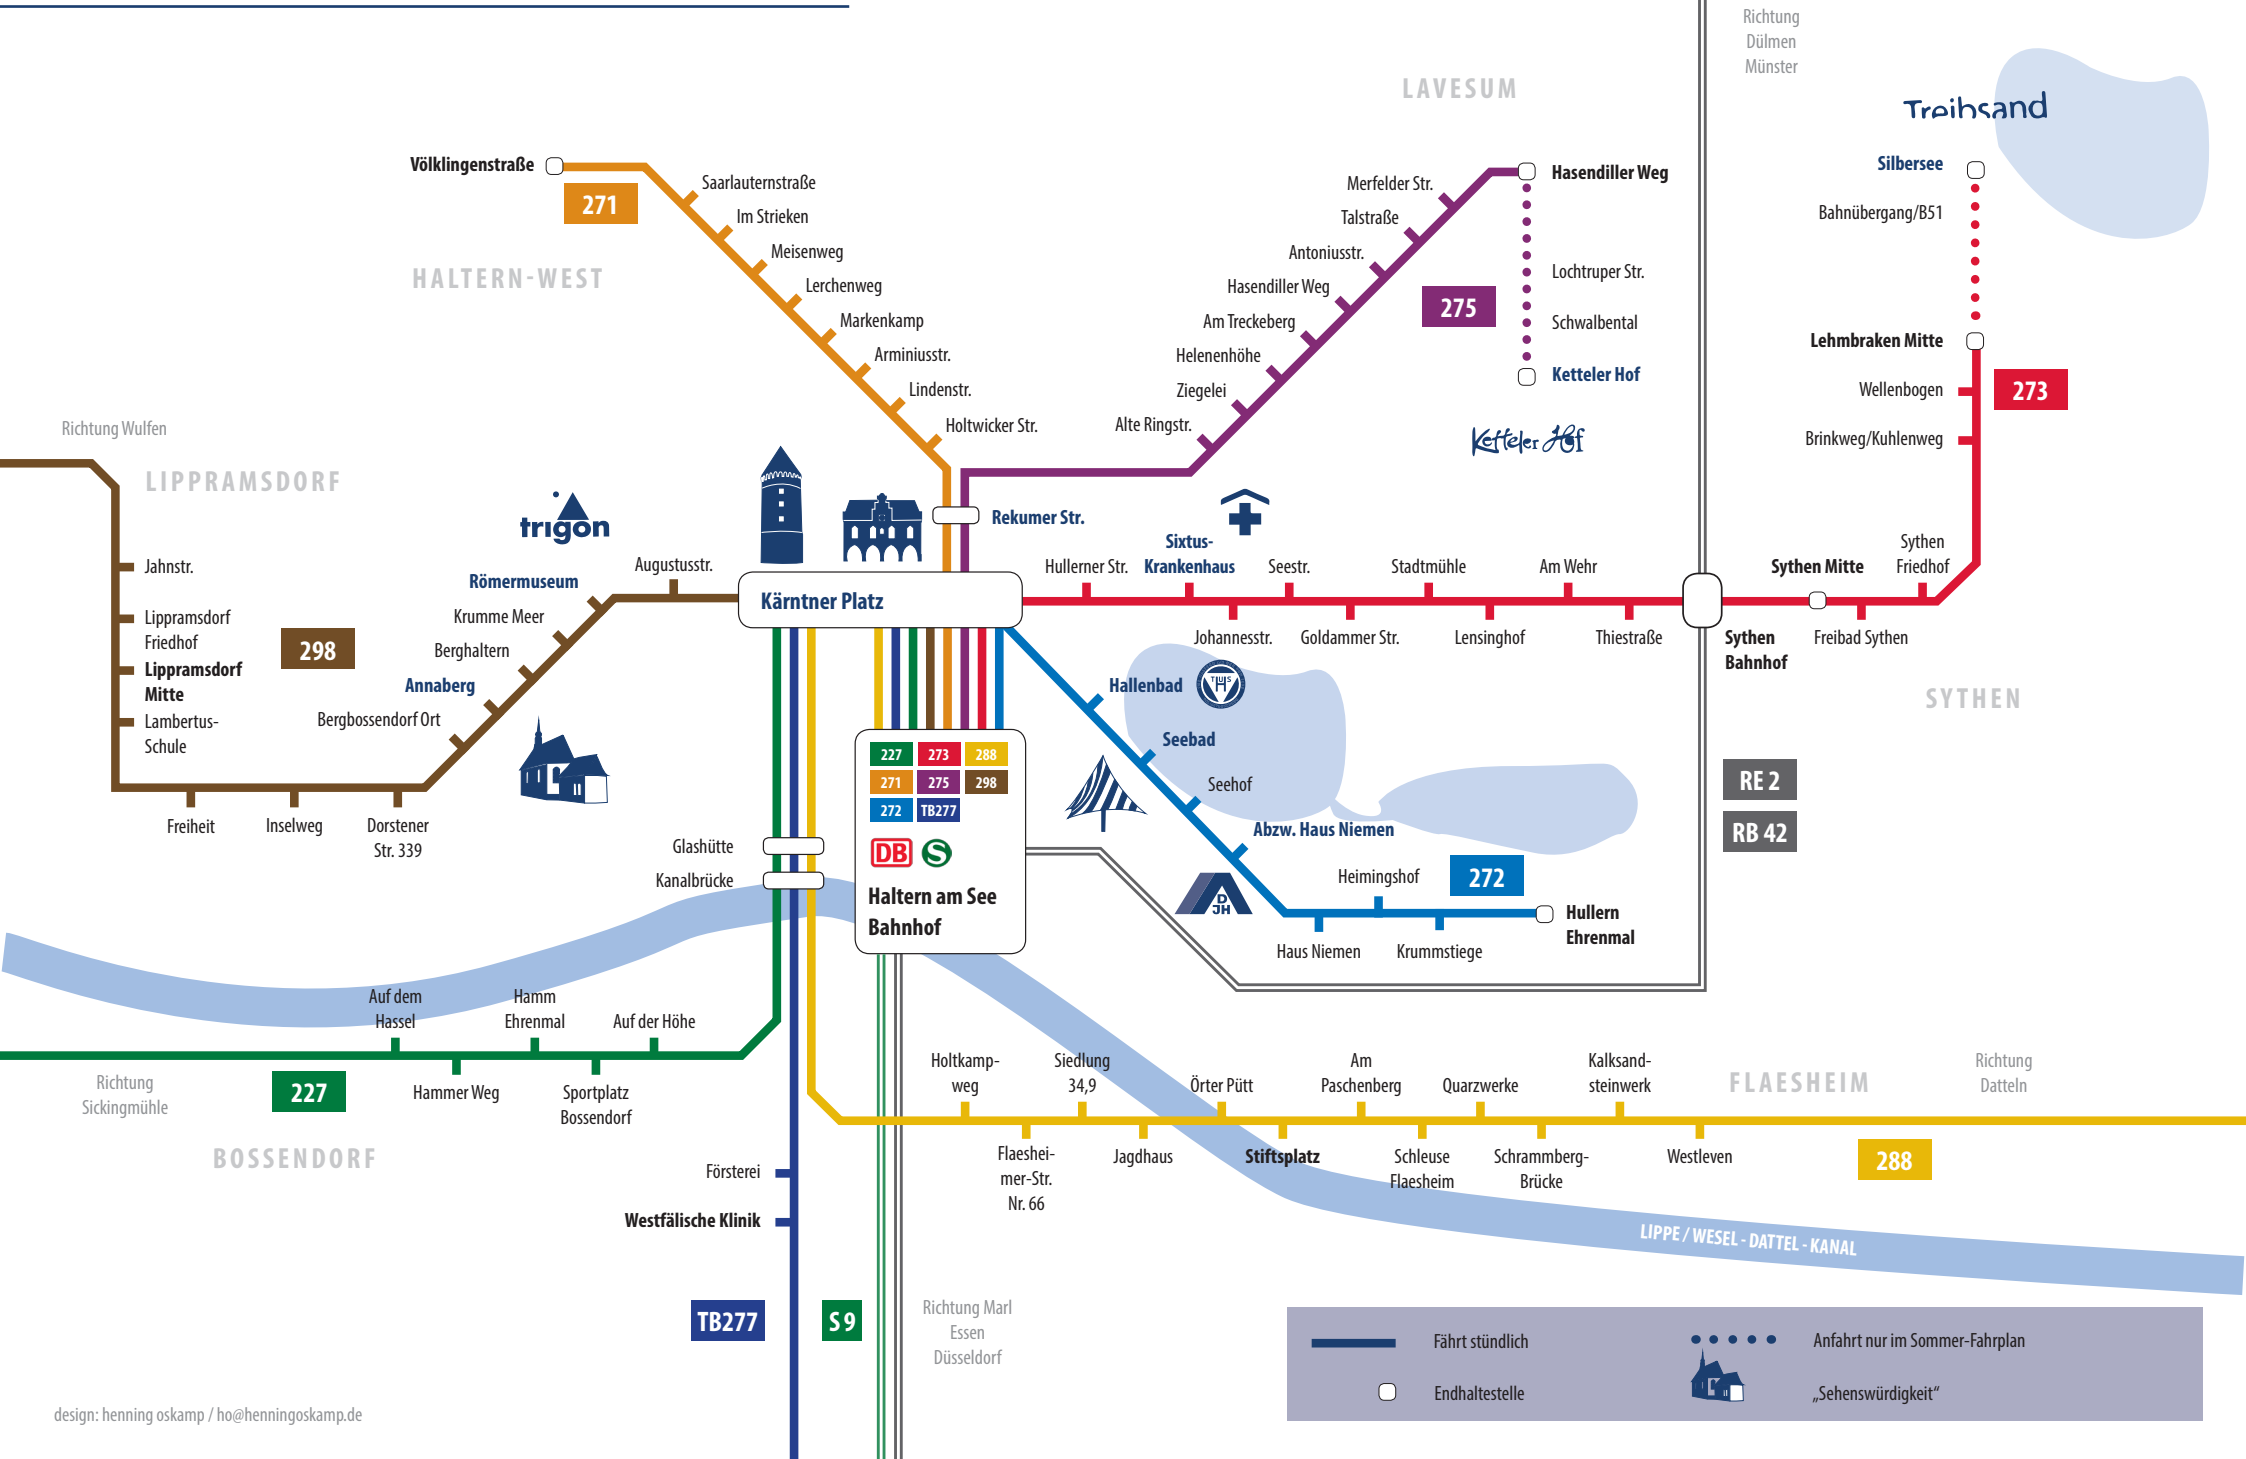 Richtung
Dülmen
Münster
LAVESUM
Treibsand
Völklingenstraße
271
Saarlauternstraße
Im Strieken
Meisenweg
Lerchenweg
Markenkamp
Arminiusstr.
Lindenstr.
Holtwicker Str.
HALTERN-WEST
Merfelder Str.
Talstraße
Antoniusstr.
Hasendiller Weg
Am Treckeberg
Helenenhöhe
Ziegelei
Alte Ringstr.
Hasendiller Weg
275
Lochtruper Str.
Schwalbental
Ketteler Hof
Ketteler Hof
Silbersee
Bahnübergang/B51
Lehmbraken Mitte
273
Wellenbogen
Brinkweg/Kuhlenweg
Richtung Wulfen
LIPPRAMSDORF
Jahnstr.
Lippramsdorf
Friedhof
Lippramsdorf
Mitte
Lambertus-
Schule
298
Freiheit
Inselweg
Dorstener
Str. 339
trigon
Römermuseum
Krumme Meer
Berghaltern
Annaberg
Bergbossendorf Ort
Augustusstr.
Kärntner Platz
Rekumer Str.
Hullerner Str.
Sixtus-
Krankenhaus
Seestr.
Stadtmühle
Am Wehr
Johannesstr.
Goldammer Str.
Lensinghof
Thiestraße
Sythen
Bahnhof
Sythen Mitte
Sythen
Friedhof
Freibad Sythen
SYTHEN
Hallenbad
TUS
H
Seebad
Seehof
Abzw. Haus Niemen
DJH
Heimingshof
272
Haus Niemen
Krummstiege
Hullern
Ehrenmal
RE 2
RB 42
227 273 288
271 275 298
272 TB277
DB S
Haltern am See
Bahnhof
Glashütte
Kanalbrücke
Auf dem
Hassel
Hamm
Ehrenmal
Auf der Höhe
Richtung
Sickingmühle
227
Hammer Weg
Sportplatz
Bossendorf
BOSSENDORF
Holtkamp-
weg
Siedlung
34,9
Örter Pütt
Am
Paschenberg
Quarzwerke
Kalksand-
steinwerk
FLAESHEIM
Richtung
Datteln
Flaeshei-
mer-Str.
Nr. 66
Jagdhaus
Stiftsplatz
Schleuse
Flaesheim
Schrammberg-
Brücke
Westleven
288
LIPPE / WESEL - DATTEL - KANAL
Försterei
Westfälische Klinik
TB277
S 9
Richtung Marl
Essen
Düsseldorf
Fährt stündlich
Anfahrt nur im Sommer-Fahrplan
Endhaltestelle
„Sehenswürdigkeit“
design: henning oskamp / ho@henningoskamp.de